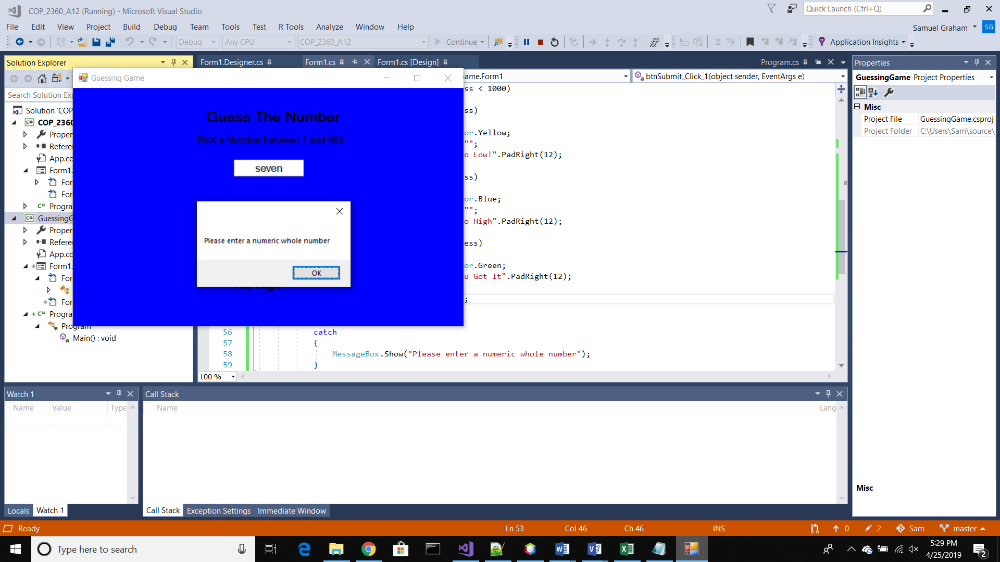 COP_2360_A12 (Running) - Microsoft Visual Studio
Quick Launch (Ctrl+Q)
File Edit View Project Build Debug Team Tools Test R Tools Analyze Window Help
Samuel Graham SG
Debug Any CPU COP_2360_A12 Continue Application Insights
Solution Explorer
Form1.Designer.cs Form1.cs Form1.cs [Design] Program.cs
Properties
Guessing Game
ame.Form1 btnSubmit_Click_1(object sender, EventArgs e)
GuessingGame Project Properties
Search Solution Exp
Solution 'COP
COP_2360
Proper
Refere
App.co
Form1.
For
For
Progra
GuessingG
Proper
Refere
App.co
Form1.
For
For
Progra
Program
Main() : void
Guess The Number
Pick a Number between 1 and 999
seven
Please enter a numeric whole number
OK
Too High
ss < 1000)
ss)
or.Yellow;
"";
o Low!".PadRight(12);
ss)
or.Blue;
"";
o High".PadRight(12);
ess)
or.Green;
u Got It".PadRight(12);
;
56 catch
57 {
58 MessageBox.Show("Please enter a numeric whole number");
59 }
100 %
Misc
Project File GuessingGame.csproj
Project Folder C:\Users\Sam\source\
Misc
Watch 1
Name Value Type
Call Stack
Name Lang
Locals Watch 1
Call Stack Exception Settings Immediate Window
Ready Ln 53 Col 46 Ch 46 INS 0 2 Sam master
Type here to search
5:29 PM
4/25/2019
2